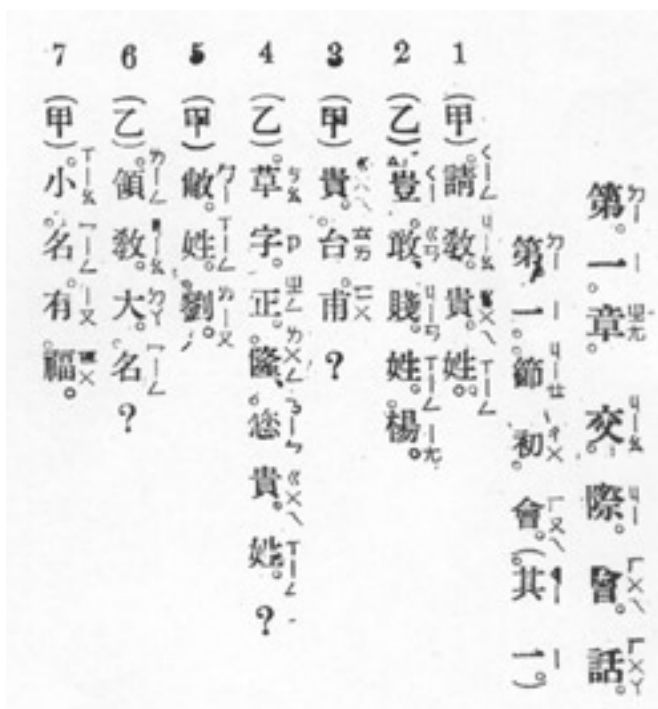 第一章 交際會話
第一節 初會(其一)
1 (甲) 請教貴姓。
2 (乙) 豈敢、賤姓楊。
3 (甲) 貴台甫？
4 (乙) 草字正隆、您貴姓？
5 (甲) 敝姓劉。
6 (乙) 領教大名？
7 (甲) 小名有福。